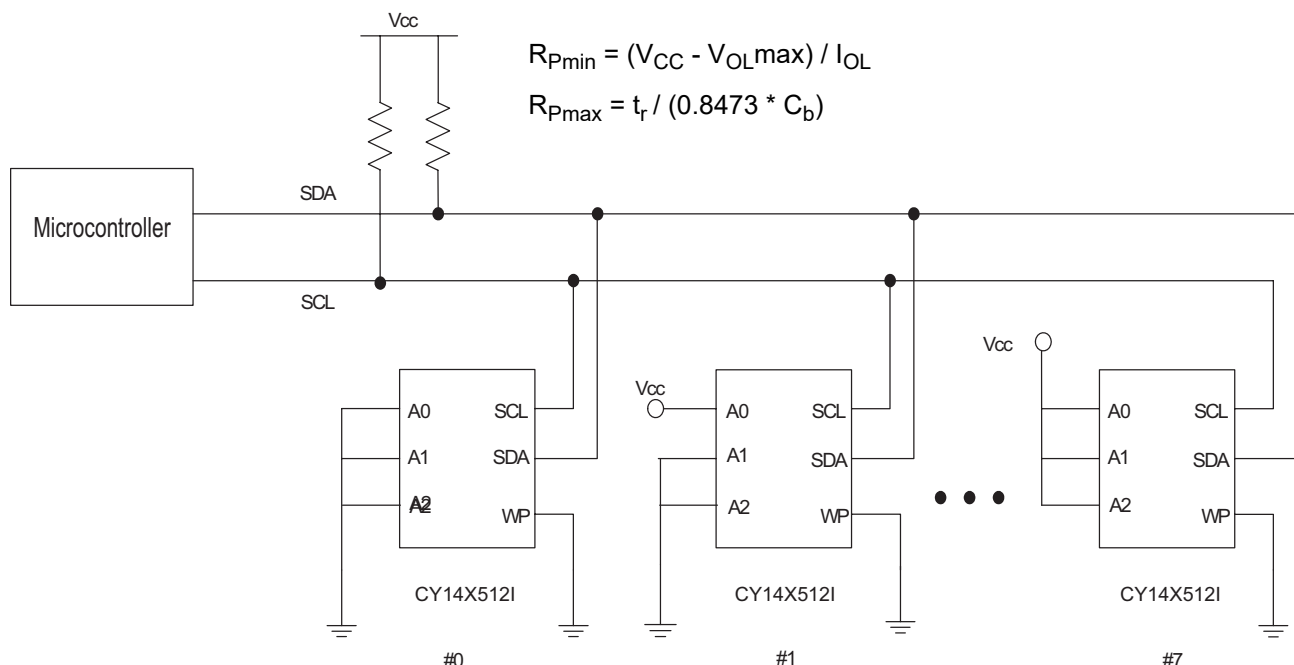 Vcc
R_Pmin = (V_CC - V_OLmax) / I_OL
R_Pmax = t_r / (0.8473 * C_b)
Microcontroller
SDA
SCL
Vcc
Vcc
A0
SCL
A1
SDA
A2
WP
A0
SCL
A1
SDA
A2
WP
A0
SCL
A1
SDA
A2
WP
CY14X512I
CY14X512I
CY14X512I
#0
#1
#7